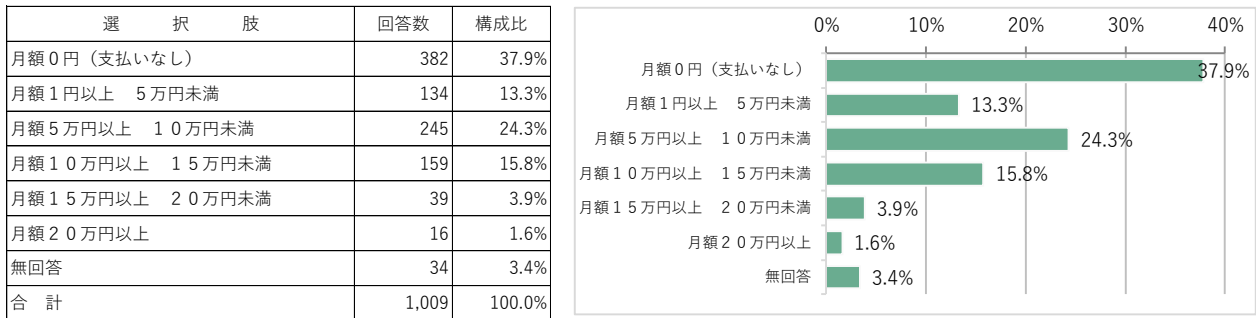 選　択　肢 回答数 構成比
月額０円（支払いなし） 382 37.9%
月額１円以上　５万円未満 134 13.3%
月額５万円以上　１０万円未満 245 24.3%
月額１０万円以上　１５万円未満 159 15.8%
月額１５万円以上　２０万円未満 39 3.9%
月額２０万円以上 16 1.6%
無回答 34 3.4%
合　計 1,009 100.0%
0% 10% 20% 30% 40%
月額０円（支払いなし） 37.9%
月額１円以上　５万円未満 13.3%
月額５万円以上　１０万円未満 24.3%
月額１０万円以上　１５万円未満 15.8%
月額１５万円以上　２０万円未満 3.9%
月額２０万円以上 1.6%
無回答 3.4%